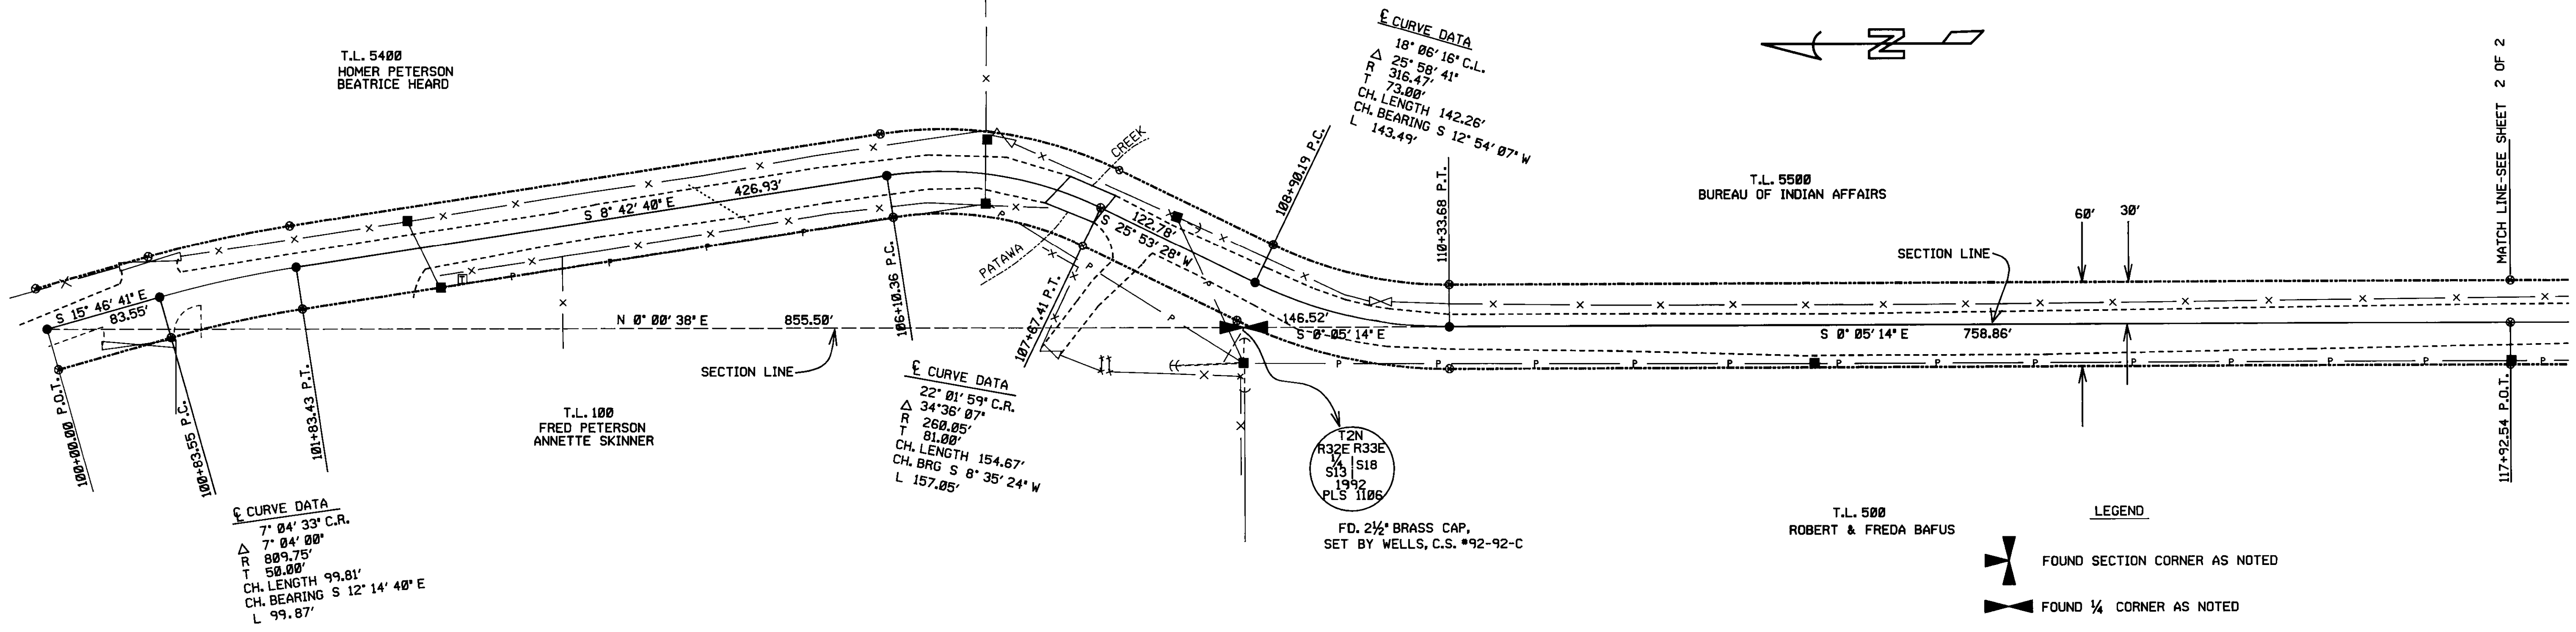 T.L. 5400
HOMER PETERSON
BEATRICE HEARD
℄ CURVE DATA
18° 06' 16" C.L.
△ 25° 58' 41"
R 316.47'
T 73.00'
CH. LENGTH 142.26'
CH. BEARING S 12° 54' 07" W
L 143.49'
N
MATCH LINE-SEE SHEET 2 OF 2
T.L. 5500
BUREAU OF INDIAN AFFAIRS
60'
30'
SECTION LINE
CREEK
PATAWA
S 15° 46' 41" E
83.55'
S 8° 42' 40" E
426.93'
122.78'
S 25° 53' 28" W
108+90.19 P.C.
110+33.68 P.T.
N 0° 00' 38" E
855.50'
146.52'
S 0° 05' 14" E
S 0° 05' 14" E
758.86'
SECTION LINE
100+00.00 P.O.T.
100+83.55 P.C.
101+83.43 P.T.
106+10.36 P.C.
107+67.41 P.T.
117+92.54 P.O.T.
T.L. 100
FRED PETERSON
ANNETTE SKINNER
℄ CURVE DATA
22° 01' 59" C.R.
△ 34° 36' 07"
R 260.05'
T 81.00'
CH. LENGTH 154.67'
CH. BRG S 8° 35' 24" W
L 157.05'
℄ CURVE DATA
7° 04' 33" C.R.
△ 7° 04' 00"
R 809.75'
T 50.00'
CH. LENGTH 99.81'
CH. BEARING S 12° 14' 40" E
L 99.87'
T2N
R32E R33E
¼ S18
S13
1992
PLS 1106
FD. 2½" BRASS CAP,
SET BY WELLS, C.S. #92-92-C
T.L. 500
ROBERT & FREDA BAFUS
LEGEND
FOUND SECTION CORNER AS NOTED
FOUND ¼ CORNER AS NOTED
X X X X X X X X
P P P P P P P P
T